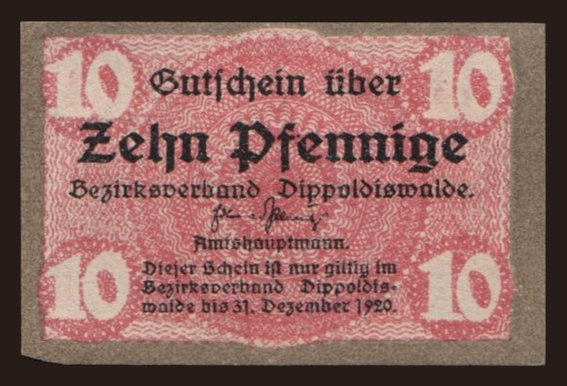 10 10
Gutschein über
Zehn Pfennige
Bezirksverband Dippoldiswalde.
Amtshauptmann.
Dieser Schein ist nur giltig im
Bezirksverband Dippoldis-
walde bis 31. Dezember 1920.
10 10